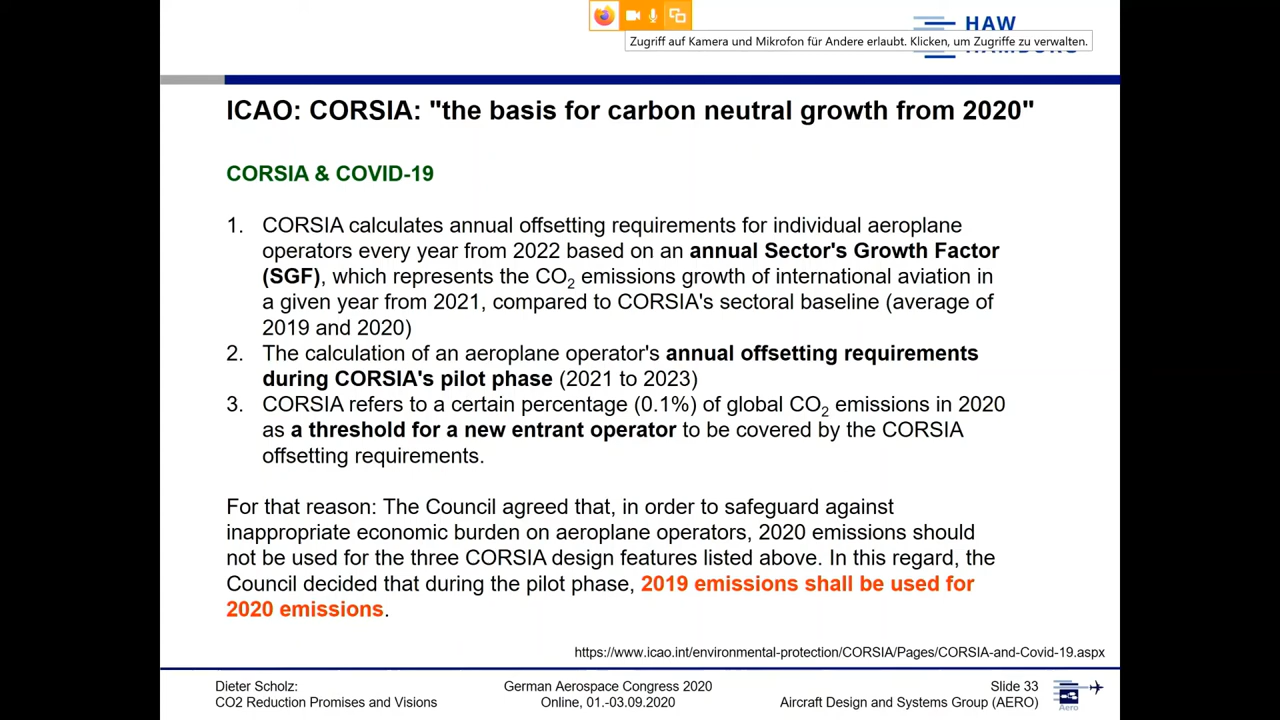 HAW
Zugriff auf Kamera und Mikrofon für Andere erlaubt. Klicken, um Zugriffe zu verwalten.
ICAO: CORSIA: "the basis for carbon neutral growth from 2020"
CORSIA & COVID-19
1. CORSIA calculates annual offsetting requirements for individual aeroplane
operators every year from 2022 based on an annual Sector's Growth Factor
(SGF), which represents the CO2 emissions growth of international aviation in
a given year from 2021, compared to CORSIA's sectoral baseline (average of
2019 and 2020)
2. The calculation of an aeroplane operator's annual offsetting requirements
during CORSIA's pilot phase (2021 to 2023)
3. CORSIA refers to a certain percentage (0.1%) of global CO2 emissions in 2020
as a threshold for a new entrant operator to be covered by the CORSIA
offsetting requirements.
For that reason: The Council agreed that, in order to safeguard against
inappropriate economic burden on aeroplane operators, 2020 emissions should
not be used for the three CORSIA design features listed above. In this regard, the
Council decided that during the pilot phase, 2019 emissions shall be used for
2020 emissions.
https://www.icao.int/environmental-protection/CORSIA/Pages/CORSIA-and-Covid-19.aspx
Dieter Scholz:
CO2 Reduction Promises and Visions
German Aerospace Congress 2020
Online, 01.-03.09.2020
Slide 33
Aircraft Design and Systems Group (AERO)
Aero